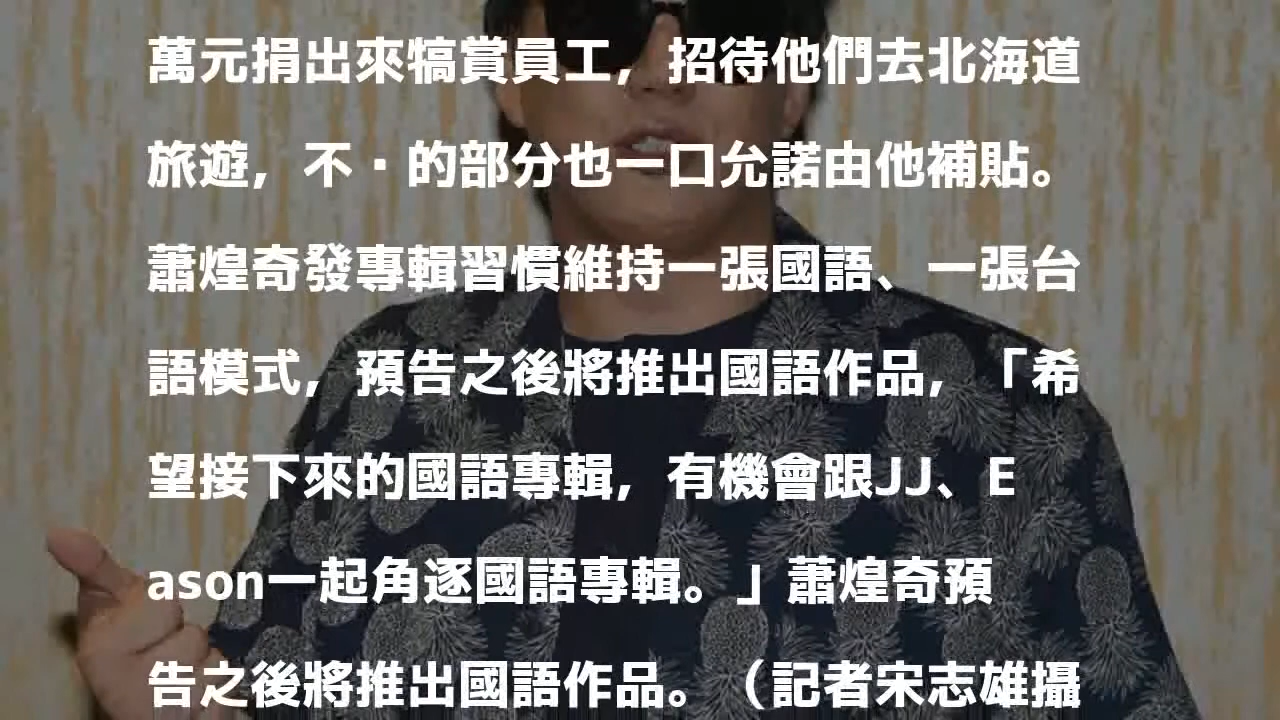 萬元捐出來犒賞員工，招待他們去北海道
旅遊，不·的部分也一口允諾由他補貼。
蕭煌奇發專輯習慣維持一張國語、一張台
語模式，預告之後將推出國語作品，「希
望接下來的國語專輯，有機會跟JJ、E
ason一起角逐國語專輯。」蕭煌奇預
告之後將推出國語作品。（記者宋志雄攝